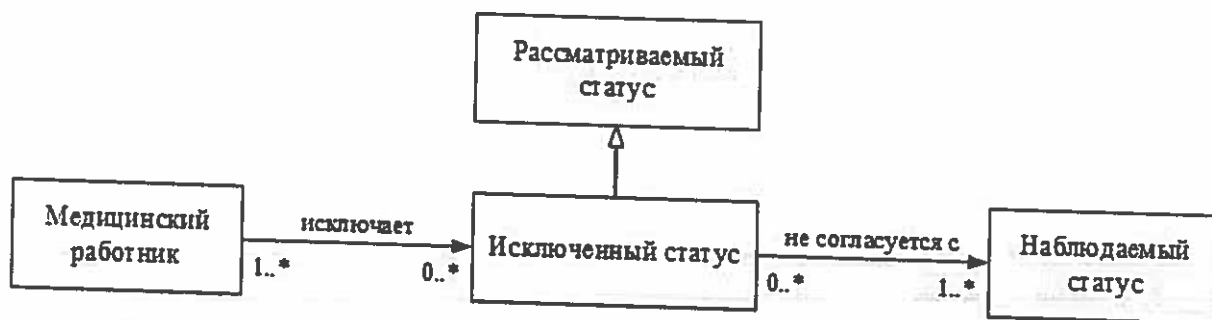 Рассматриваемый
статус
Медицинский
работник
исключает
1..*
0..*
Исключенный статус
не согласуется с
0..*
1..*
Наблюдаемый
статус